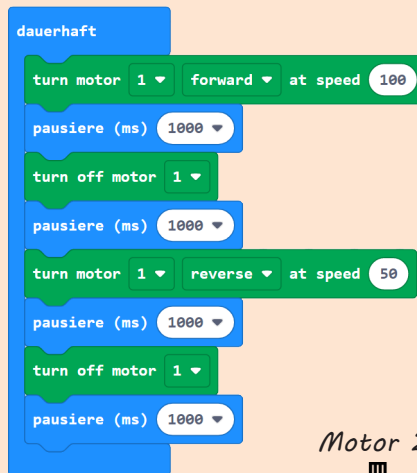 dauerhaft
turn motor 1 forward at speed 100
pausiere (ms) 1000
turn off motor 1
pausiere (ms) 1000
turn motor 1 reverse at speed 50
pausiere (ms) 1000
turn off motor 1
pausiere (ms) 1000
Motor